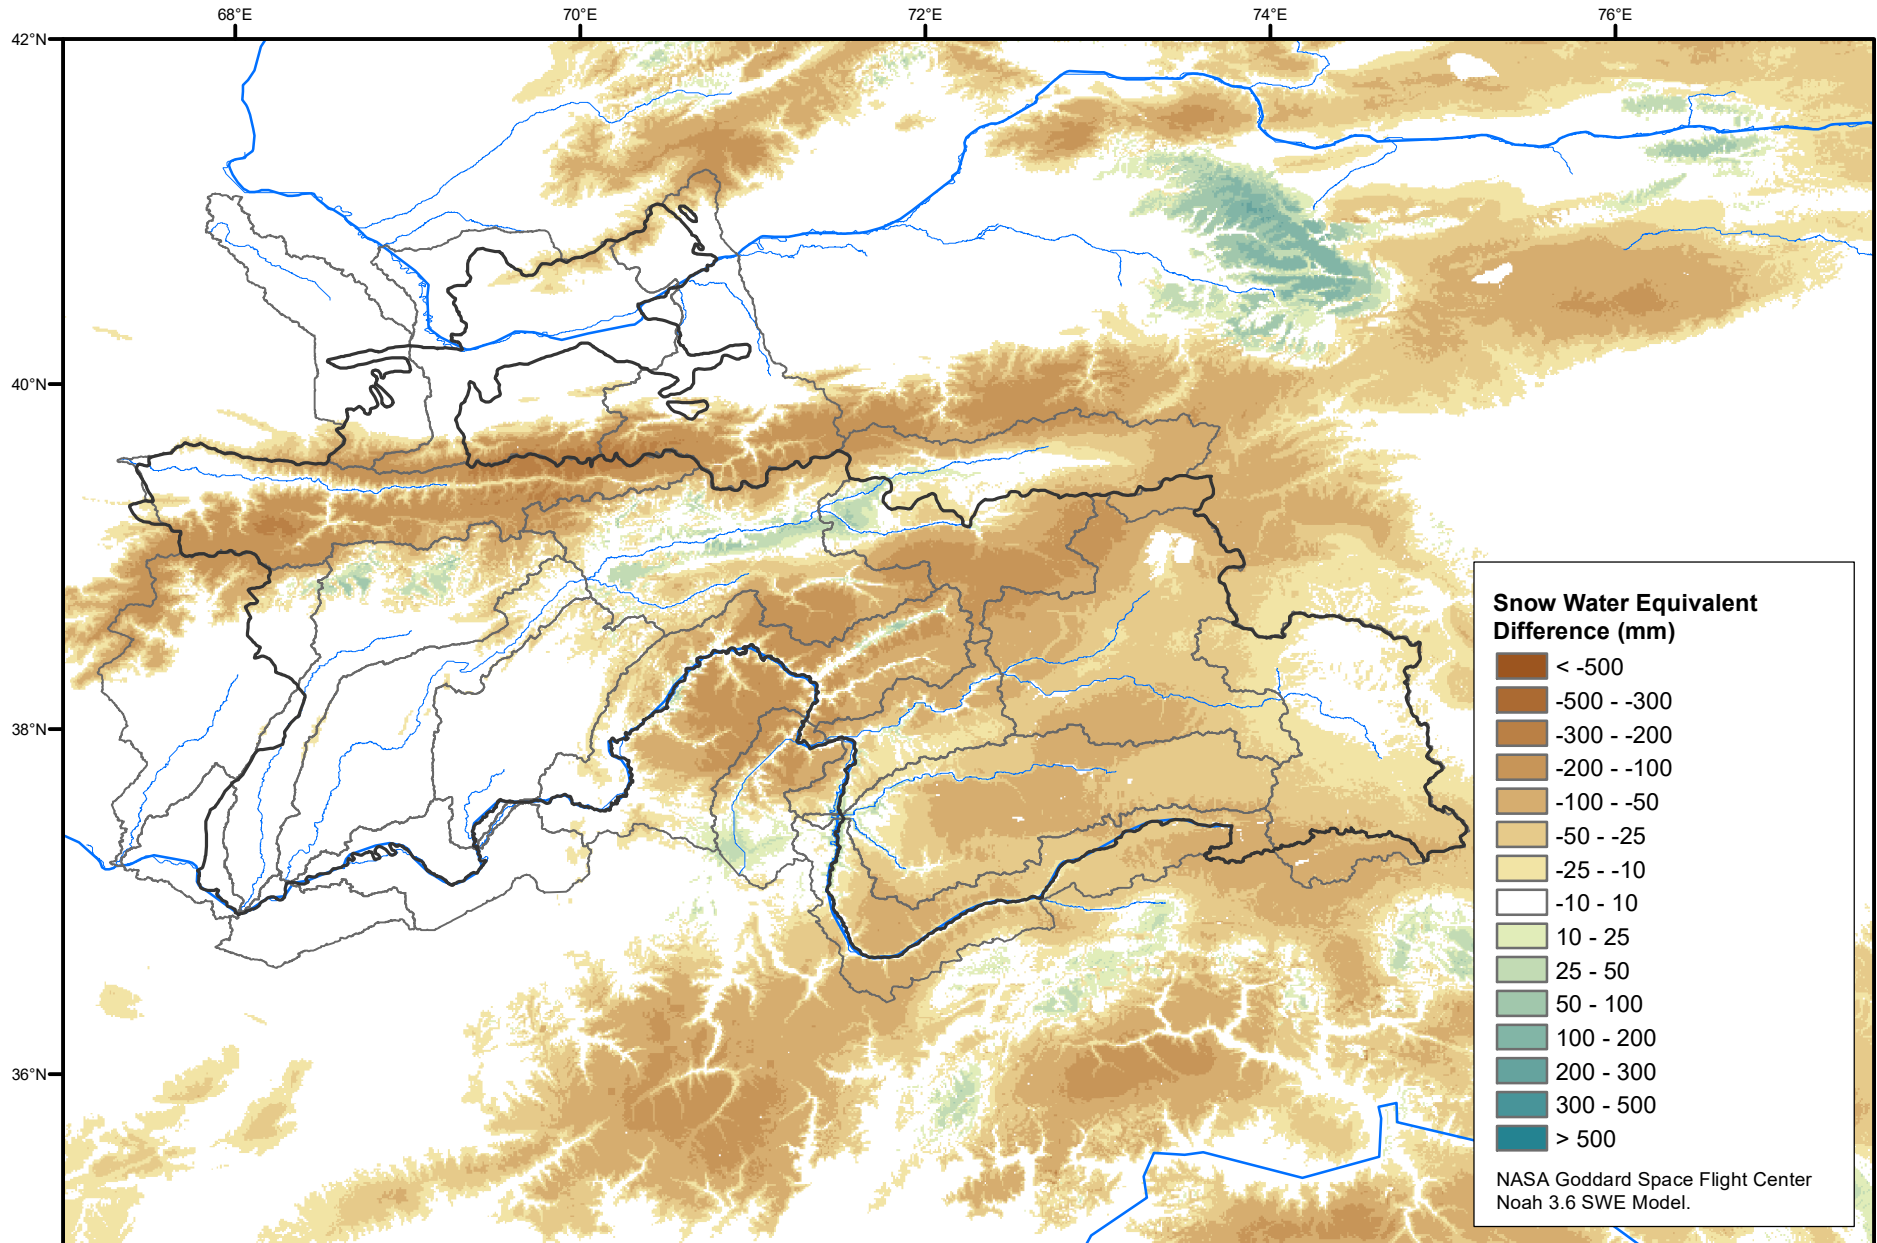 68°E
70°E
72°E
74°E
76°E
42°N
40°N
38°N
36°N
Snow Water Equivalent
Difference (mm)
< -500
-500 - -300
-300 - -200
-200 - -100
-100 - -50
-50 - -25
-25 - -10
-10 - 10
10 - 25
25 - 50
50 - 100
100 - 200
200 - 300
300 - 500
> 500
NASA Goddard Space Flight Center
Noah 3.6 SWE Model.